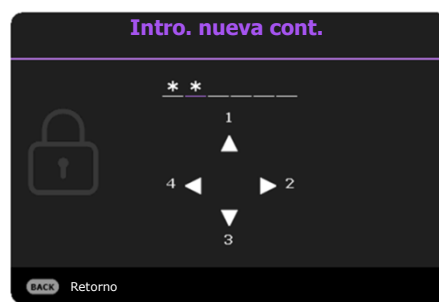 Intro. nueva cont.
* * _ _ _ _
1
4 2
3
BACK Retorno